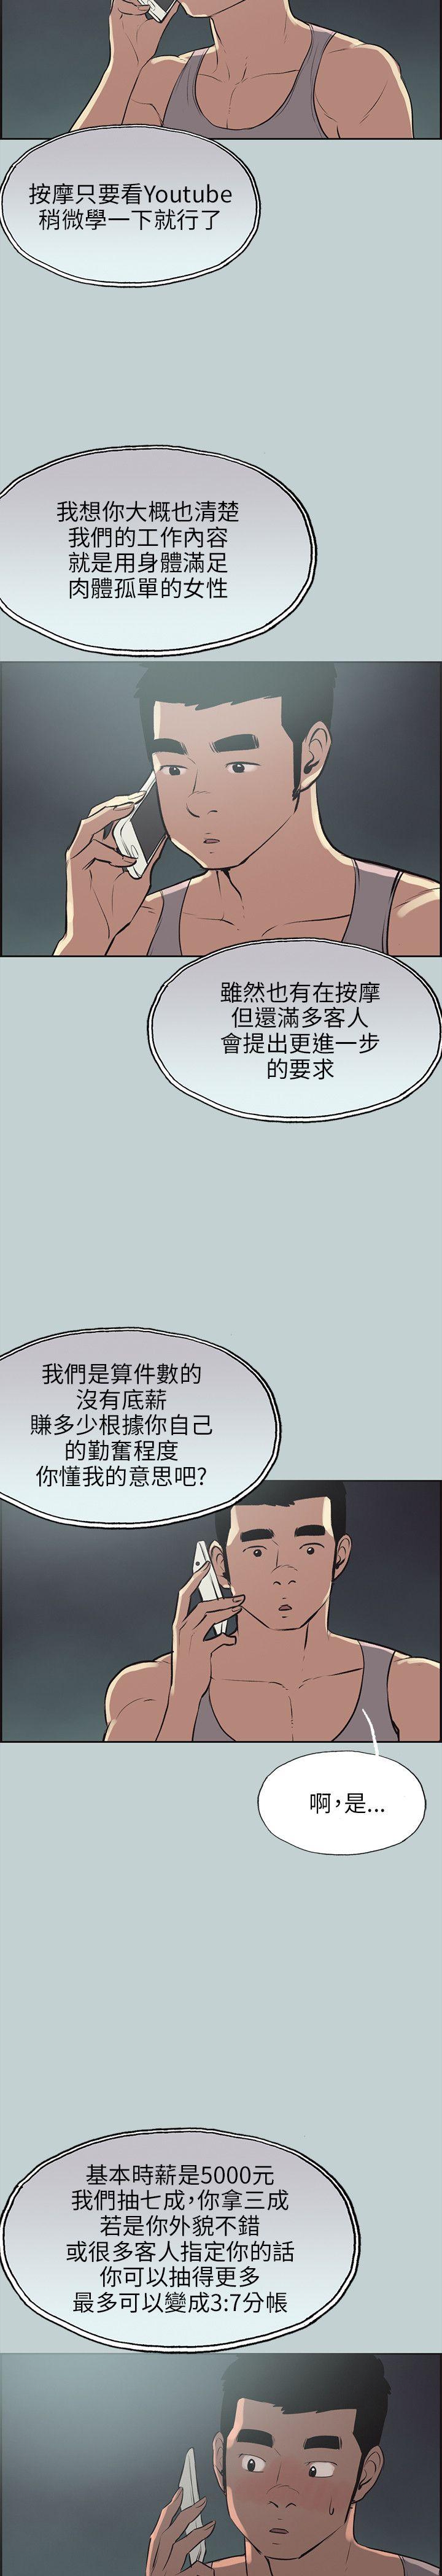 按摩只要看Youtube
稍微學一下就行了
我想你大概也清楚
我們的工作內容
就是用身體滿足
肉體孤單的女性
雖然也有在按摩
但還滿多客人
會提出更進一步
的要求
我們是算件數的
沒有底薪
賺多少根據你自己
的勤奮程度
你懂我的意思吧?
啊，是...
基本時薪是5000元
我們抽七成，你拿三成
若是你外貌不錯
或很多客人指定你的話
你可以抽得更多
最多可以變成3:7分帳